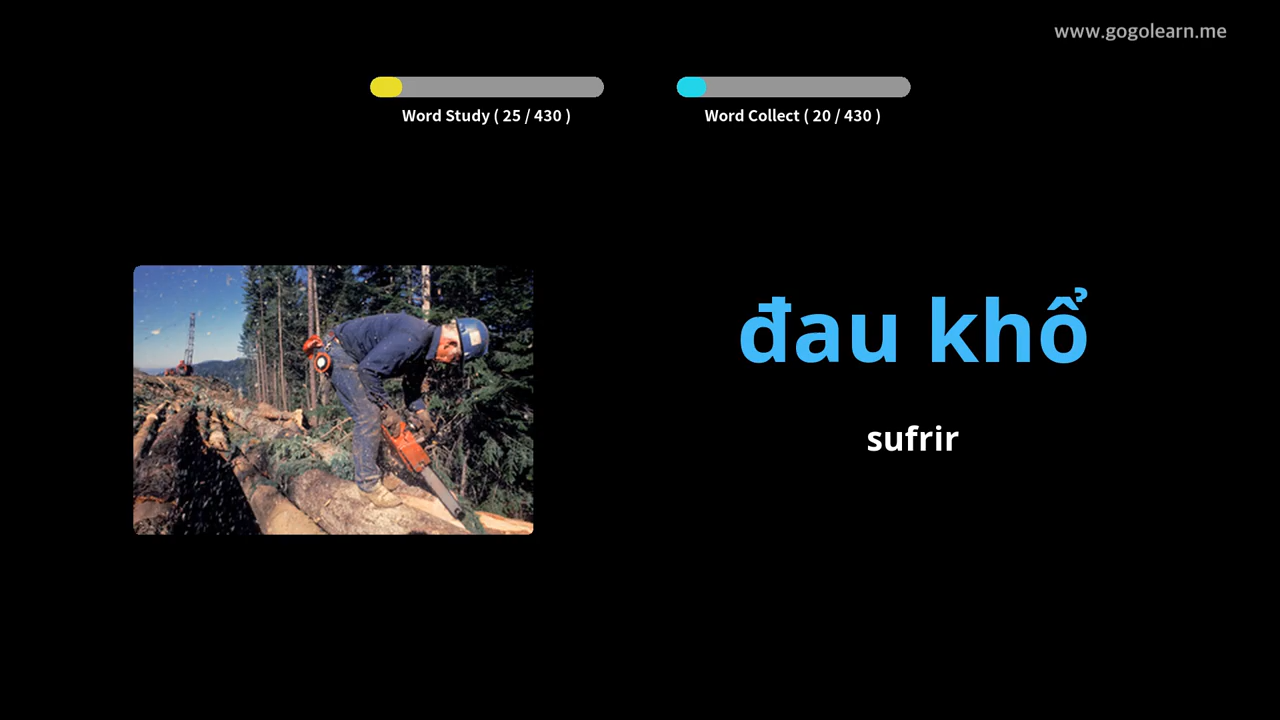 www.gogolearn.me
Word Study ( 25 / 430 )
Word Collect ( 20 / 430 )
đau khổ
sufrir